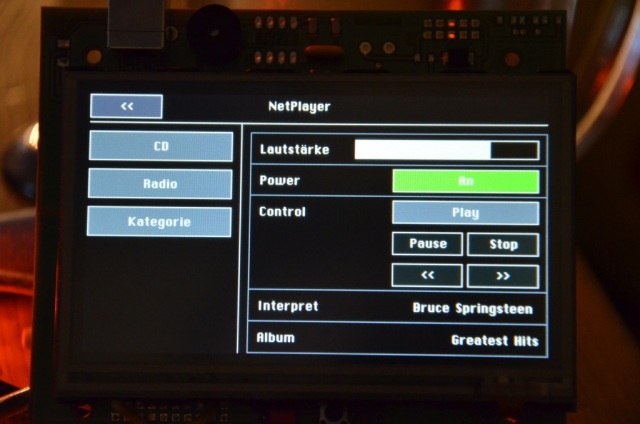 << NetPlayer
CD
Radio
Kategorie
Lautstärke
Power An
Control Play
Pause Stop
<< >>
Interpret Bruce Springsteen
Album Greatest Hits